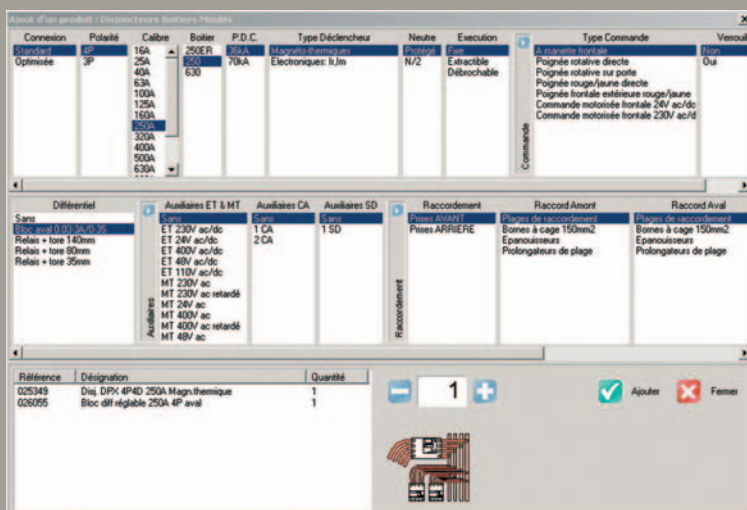 Ajout d'un produit : Disjoncteurs Boîtiers Moulés
Connexion Polarité Calibre Boîtier P.D.C. Type Déclencheur Neutre Execution Type Commande Verrouil
Standard 4P 16A 250ER 36kA Magnéto-thermiques Protégé Fixe A manette frontale Non
Optimisée 3P 25A 250 70kA Electroniques: Ir,Im N/2 Extractible Poignée rotative directe Oui
40A 630 Débrochable Poignée rotative sur porte
63A Poignée rouge/jaune directe
100A Poignée frontale extérieure rouge/jaune
125A Commande motorisée frontale 24V ac/dc
160A Commande motorisée frontale 230V ac/d
250A
320A
400A
500A
630A
Commande
Différentiel Auxiliaires ET & MT Auxiliaires CA Auxiliaires SD Raccordement Raccord Amont Raccord Aval
Sans Sans Sans Sans Prises AVANT Plages de raccordement Plages de raccordement
Bloc aval 0.03-3A/0-3S ET 230V ac/dc 1 CA 1 SD Prises ARRIERE Bornes à cage 150mm2 Bornes à cage 150mm2
Relais + tore 140mm ET 24V ac/dc 2 CA Epanouisseurs Epanouisseurs
Relais + tore 80mm ET 400V ac/dc Prolongateurs de plage Prolongateurs de plage
Relais + tore 35mm ET 48V ac/dc
ET 110V ac/dc
MT 230V ac
MT 230V ac retardé
MT 24V ac
MT 400V ac
MT 400V ac retardé
MT 48V ac
Auxiliaires
Raccordement
Référence Désignation Quantité
025349 Disj. DPX 4P4D 250A Magn.thermique 1
026055 Bloc diff réglable 250A 4P aval 1
1
Ajouter Fermer